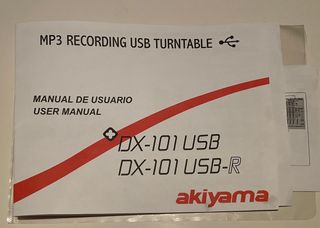 MP3 RECORDING USB TURNTABLE
MANUAL DE USUARIO
USER MANUAL
DX-101 USB
DX-101 USB-R
akiyama